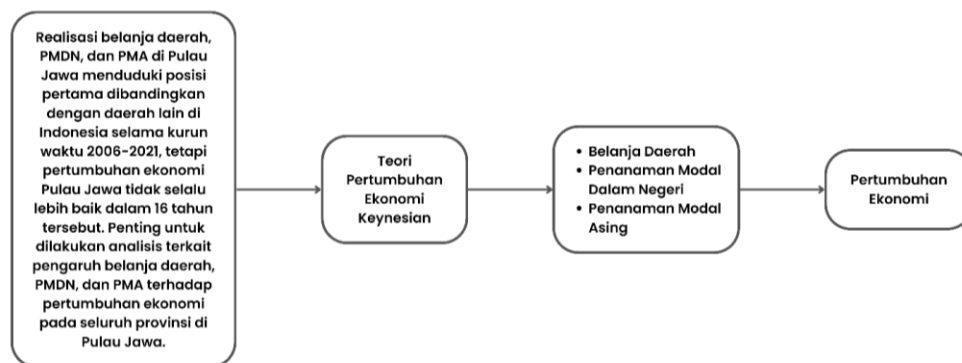 Realisasi belanja daerah,
PMDN, dan PMA di Pulau
Jawa menduduki posisi
pertama dibandingkan
dengan daerah lain di
Indonesia selama kurun
waktu 2006-2021, tetapi
pertumbuhan ekonomi
Pulau Jawa tidak selalu
lebih baik dalam 16 tahun
tersebut. Penting untuk
dilakukan analisis terkait
pengaruh belanja daerah,
PMDN, dan PMA terhadap
pertumbuhan ekonomi
pada seluruh provinsi di
Pulau Jawa.
Teori
Pertumbuhan
Ekonomi
Keynesian
• Belanja Daerah
• Penanaman Modal
Dalam Negeri
• Penanaman Modal
Asing
Pertumbuhan
Ekonomi